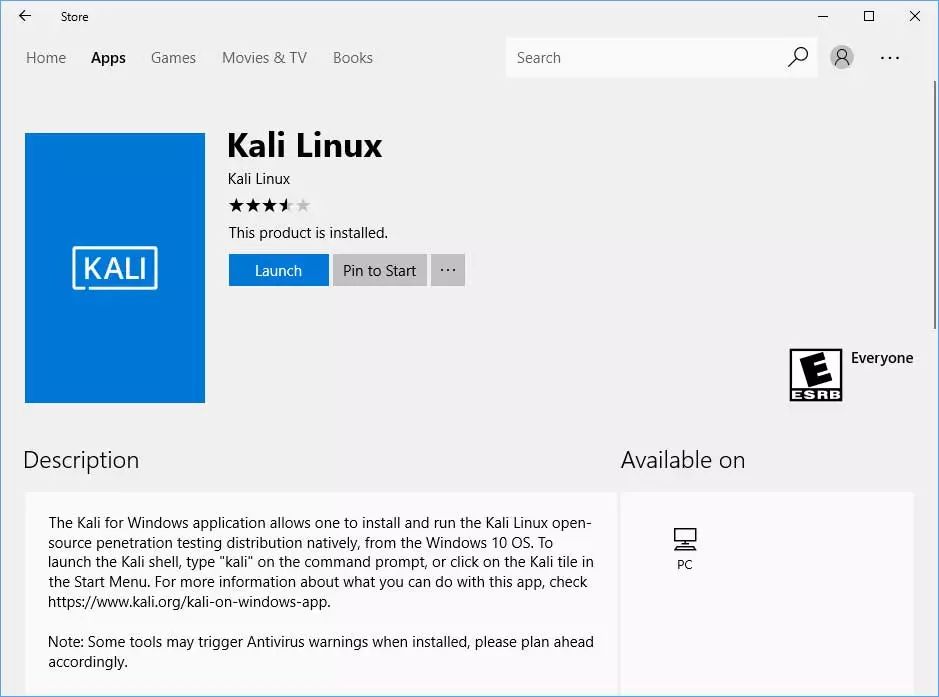 Store
Home Apps Games Movies & TV Books Search
KALI
Kali Linux
Kali Linux
This product is installed.
Launch Pin to Start ...
E
ESRB
Everyone
Description
The Kali for Windows application allows one to install and run the Kali Linux open-
source penetration testing distribution natively, from the Windows 10 OS. To
launch the Kali shell, type "kali" on the command prompt, or click on the Kali tile in
the Start Menu. For more information about what you can do with this app, check
https://www.kali.org/kali-on-windows-app.
Note: Some tools may trigger Antivirus warnings when installed, please plan ahead
accordingly.
Available on
PC